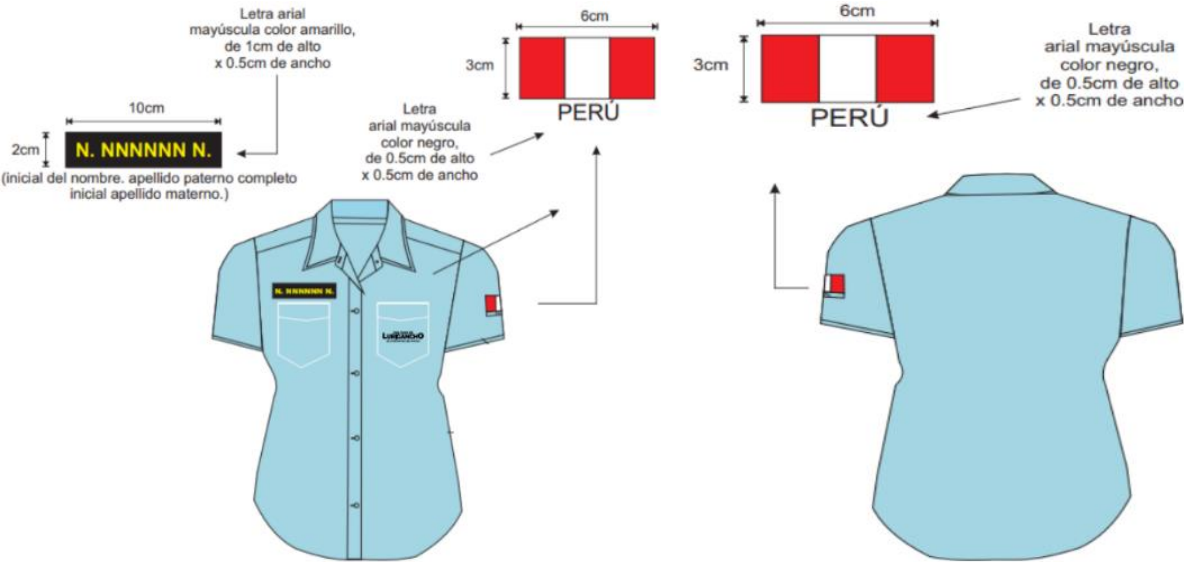 Letra arial
mayúscula color amarillo,
de 1cm de alto
x 0.5cm de ancho
10cm
2cm
N. NNNNNN N.
(inicial del nombre. apellido paterno completo
inicial apellido materno.)
6cm
3cm
PERÚ
Letra
arial mayúscula
color negro,
de 0.5cm de alto
x 0.5cm de ancho
6cm
3cm
PERÚ
Letra
arial mayúscula
color negro,
de 0.5cm de alto
x 0.5cm de ancho
N. NNNNNN N.
LURIGANCHO